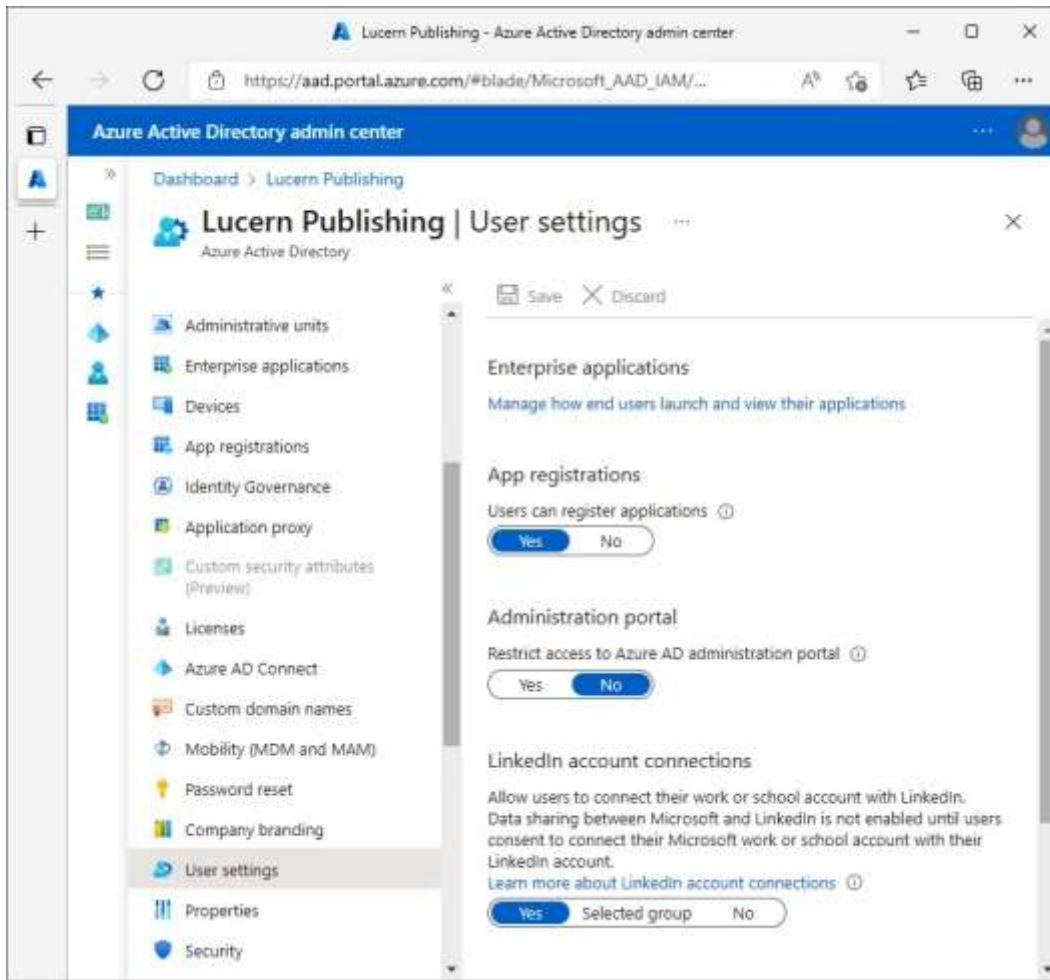 Lucern Publishing - Azure Active Directory admin center
https://aad.portal.azure.com/#blade/Microsoft_AAD_IAM/...
Azure Active Directory admin center
Dashboard > Lucern Publishing
Lucern Publishing | User settings ...
Azure Active Directory
Save Discard
Administrative units
Enterprise applications
Devices
App registrations
Identity Governance
Application proxy
Custom security attributes
(Preview)
Licenses
Azure AD Connect
Custom domain names
Mobility (MDM and MAM)
Password reset
Company branding
User settings
Properties
Security
Enterprise applications
Manage how end users launch and view their applications
App registrations
Users can register applications
Yes No
Administration portal
Restrict access to Azure AD administration portal
Yes No
LinkedIn account connections
Allow users to connect their work or school account with LinkedIn.
Data sharing between Microsoft and LinkedIn is not enabled until users
consent to connect their Microsoft work or school account with their
LinkedIn account.
Learn more about LinkedIn account connections
Yes Selected group No